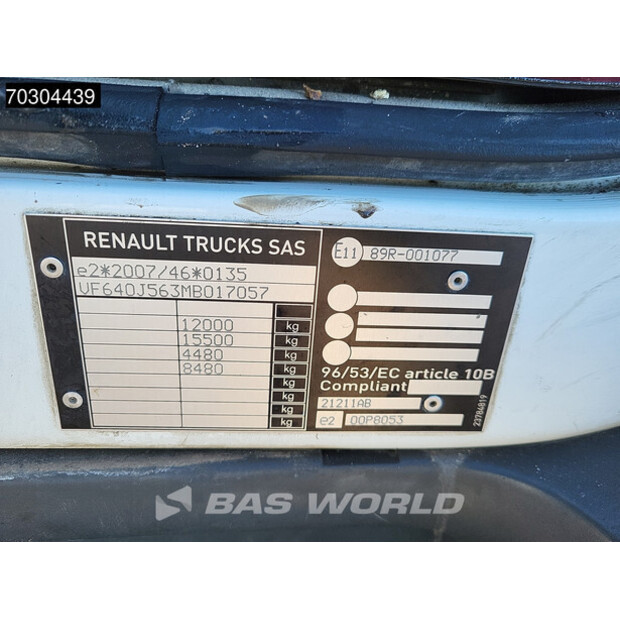 70304439
RENAULT TRUCKS SAS
e2*2007/46*0135
VF640J563MB017057
12000 kg
15500 kg
4480 kg
8480 kg
kg
kg
kg
E11 89R-001077
96/53/EC article 10B
Compliant
21211AB
e2 00P8053
23784819
BAS WORLD